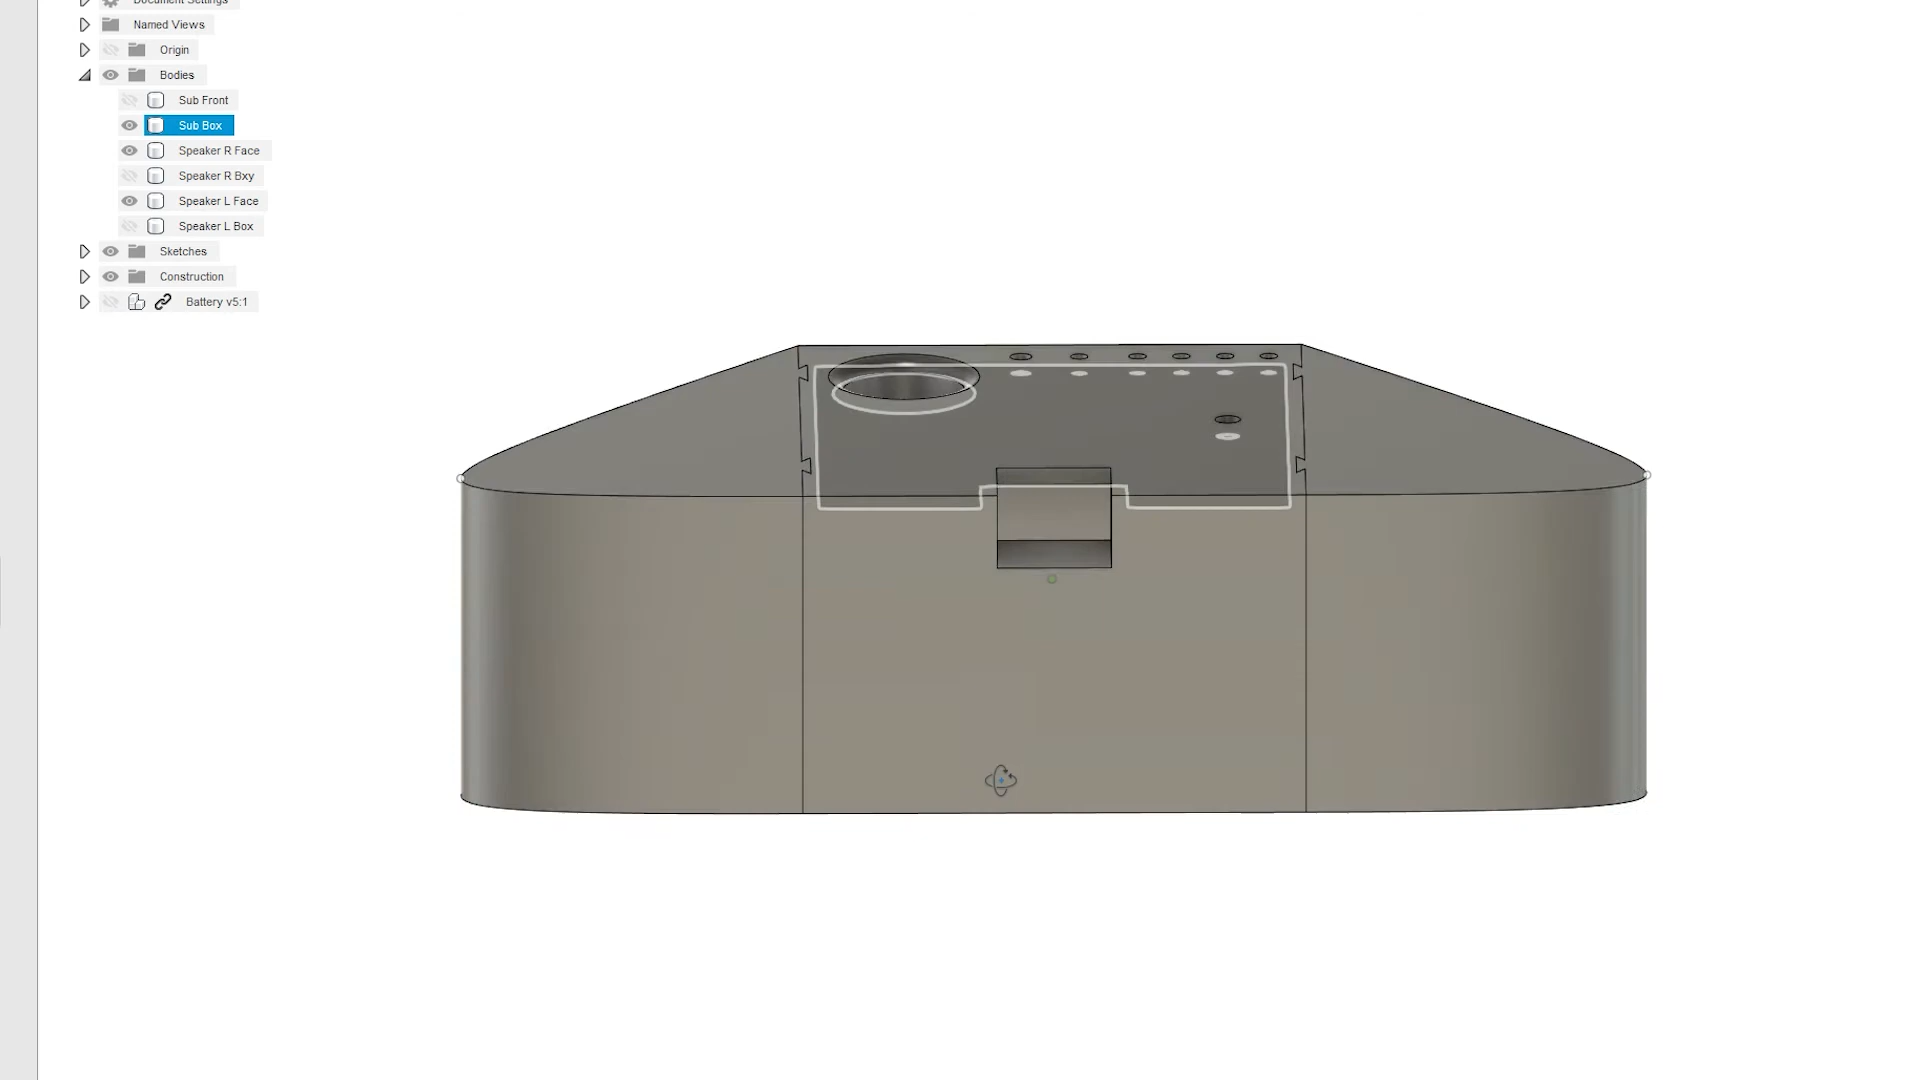 Document Settings
Named Views
Origin
Bodies
Sub Front
Sub Box
Speaker R Face
Speaker R Bxy
Speaker L Face
Speaker L Box
Sketches
Construction
Battery v5:1